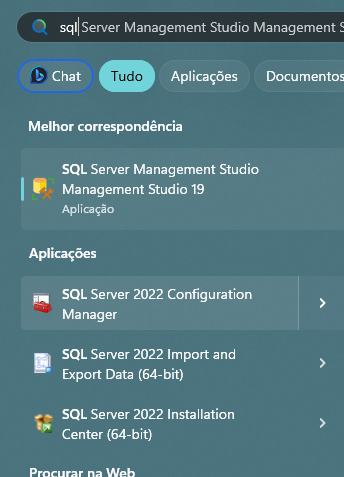 sql Server Management Studio Management S
Chat
Tudo
Aplicações
Documentos
Melhor correspondência
SQL Server Management Studio
Management Studio 19
Aplicação
Aplicações
SQL Server 2022 Configuration
Manager
SQL Server 2022 Import and
Export Data (64-bit)
SQL Server 2022 Installation
Center (64-bit)
Procurar na Web